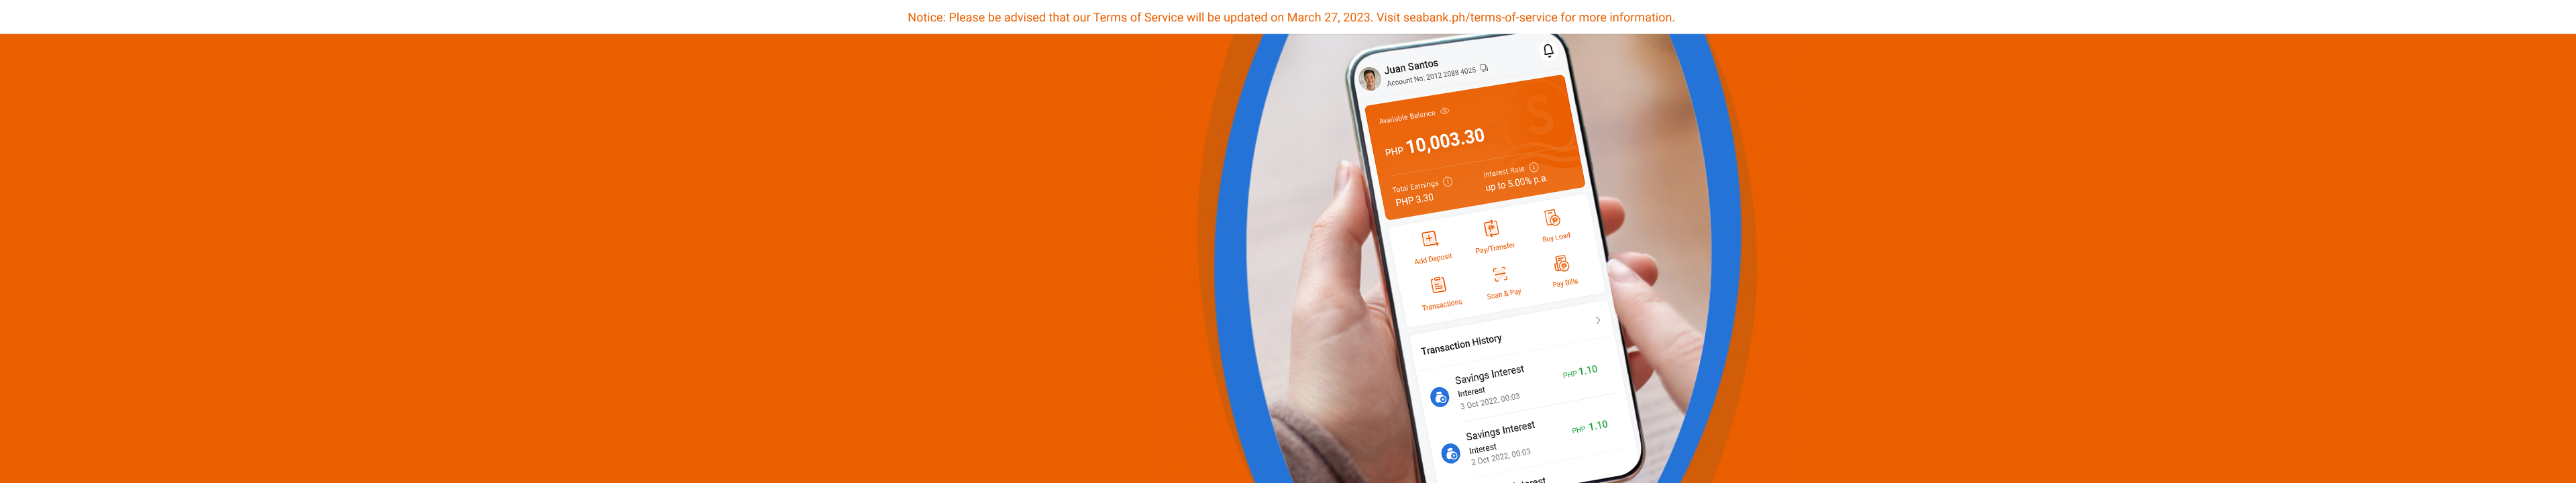 Notice: Please be advised that our Terms of Service will be updated on March 27, 2023. Visit seabank.ph/terms-of-service for more information.
Juan Santos
Account No: 2012 2088 4025
Available Balance
PHP 10,003.30
Total Earnings
PHP 3.30
Interest Rate
up to 5.00% p.a.
Add Deposit
Pay/Transfer
Buy Load
Transactions
Scan & Pay
Pay Bills
Transaction History
Savings Interest
Interest
3 Oct 2022, 00:03
PHP 1.10
Savings Interest
Interest
2 Oct 2022, 00:03
PHP 1.10